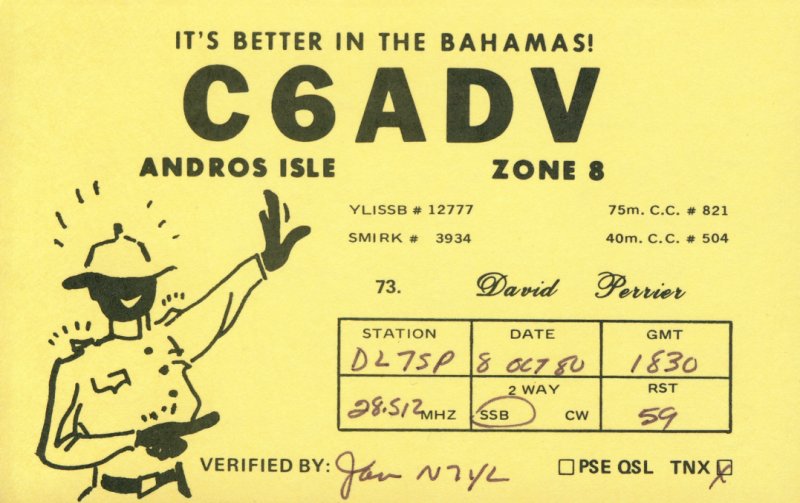 IT'S BETTER IN THE BAHAMAS!
C6ADV
ANDROS ISLE ZONE 8
YLISSB # 12777 75m. C.C. # 821
SMIRK # 3934 40m. C.C. # 504
73. David Perrier
STATION DATE GMT
DL7SP 8 OCT 80 1830
2 WAY RST
28.512 MHZ SSB CW 59
VERIFIED BY: Jan N7YL PSE QSL TNX